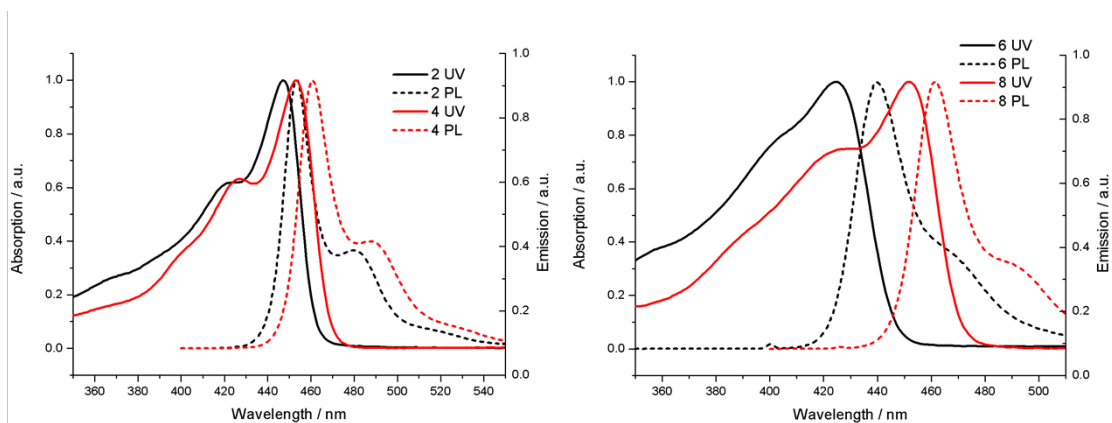 2 UV
2 PL
4 UV
4 PL
1.0
0.8
0.6
0.4
0.2
0.0
Absorption / a.u.
1.0
0.8
0.6
0.4
0.2
0.0
Emission / a.u.
360 380 400 420 440 460 480 500 520 540
Wavelength / nm
6 UV
6 PL
8 UV
8 PL
1.0
0.8
0.6
0.4
0.2
0.0
Absorption / a.u.
1.0
0.8
0.6
0.4
0.2
0.0
Emission / a.u.
360 380 400 420 440 460 480 500
Wavelength / nm